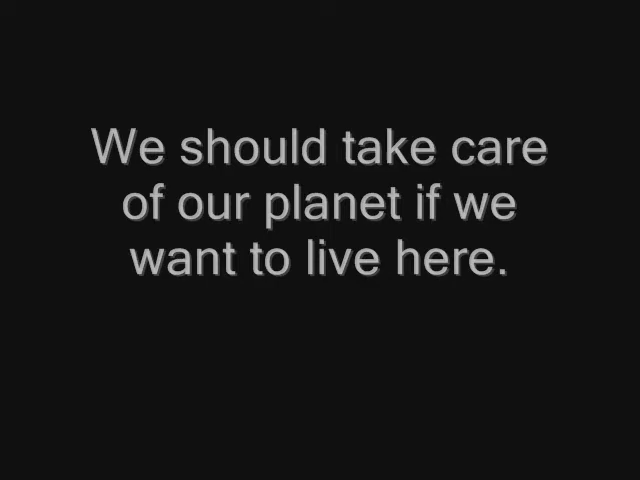 We should take care
of our planet if we
want to live here.